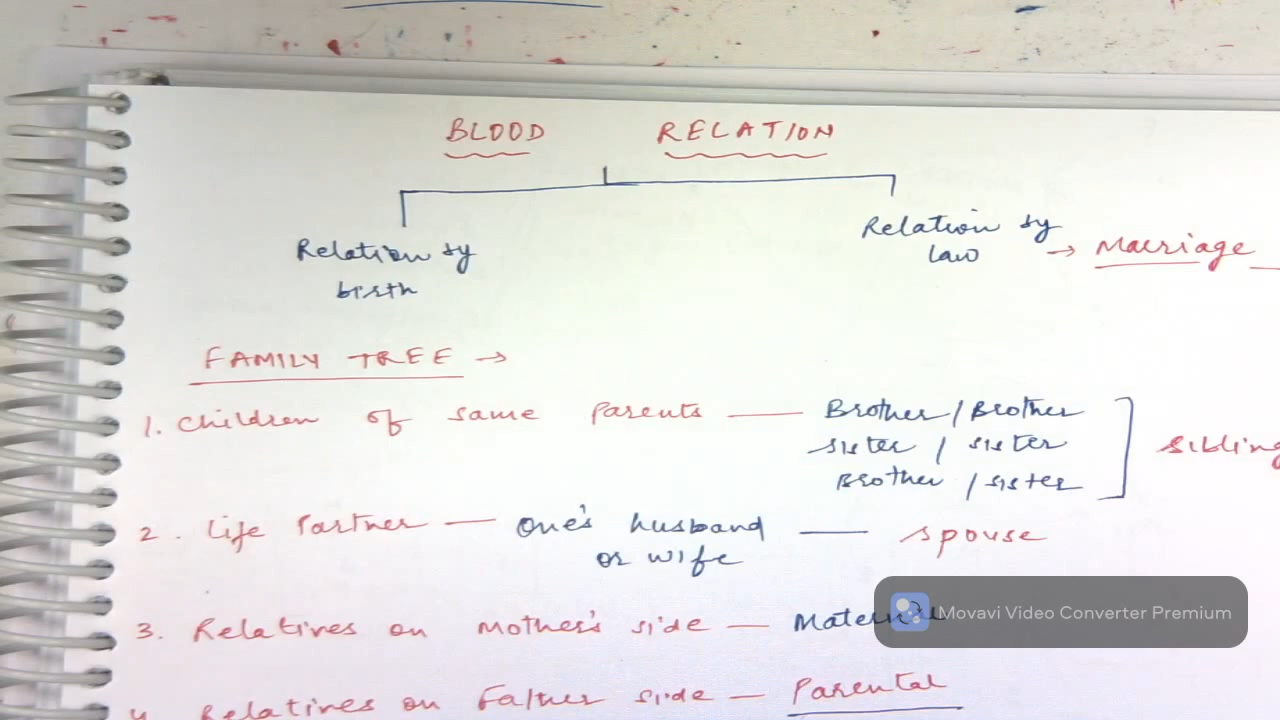 BLOOD RELATION
Relation by birth
Relation by law → Marriage
FAMILY TREE →
1. Children of same Parents — Brother / Brother
sister / sister
Brother / sister
2. Life Partner — One's husband or wife — spouse
3. Relatives on Mother's side —
4. Relatives on Father side — Parental
Movavi Video Converter Premium